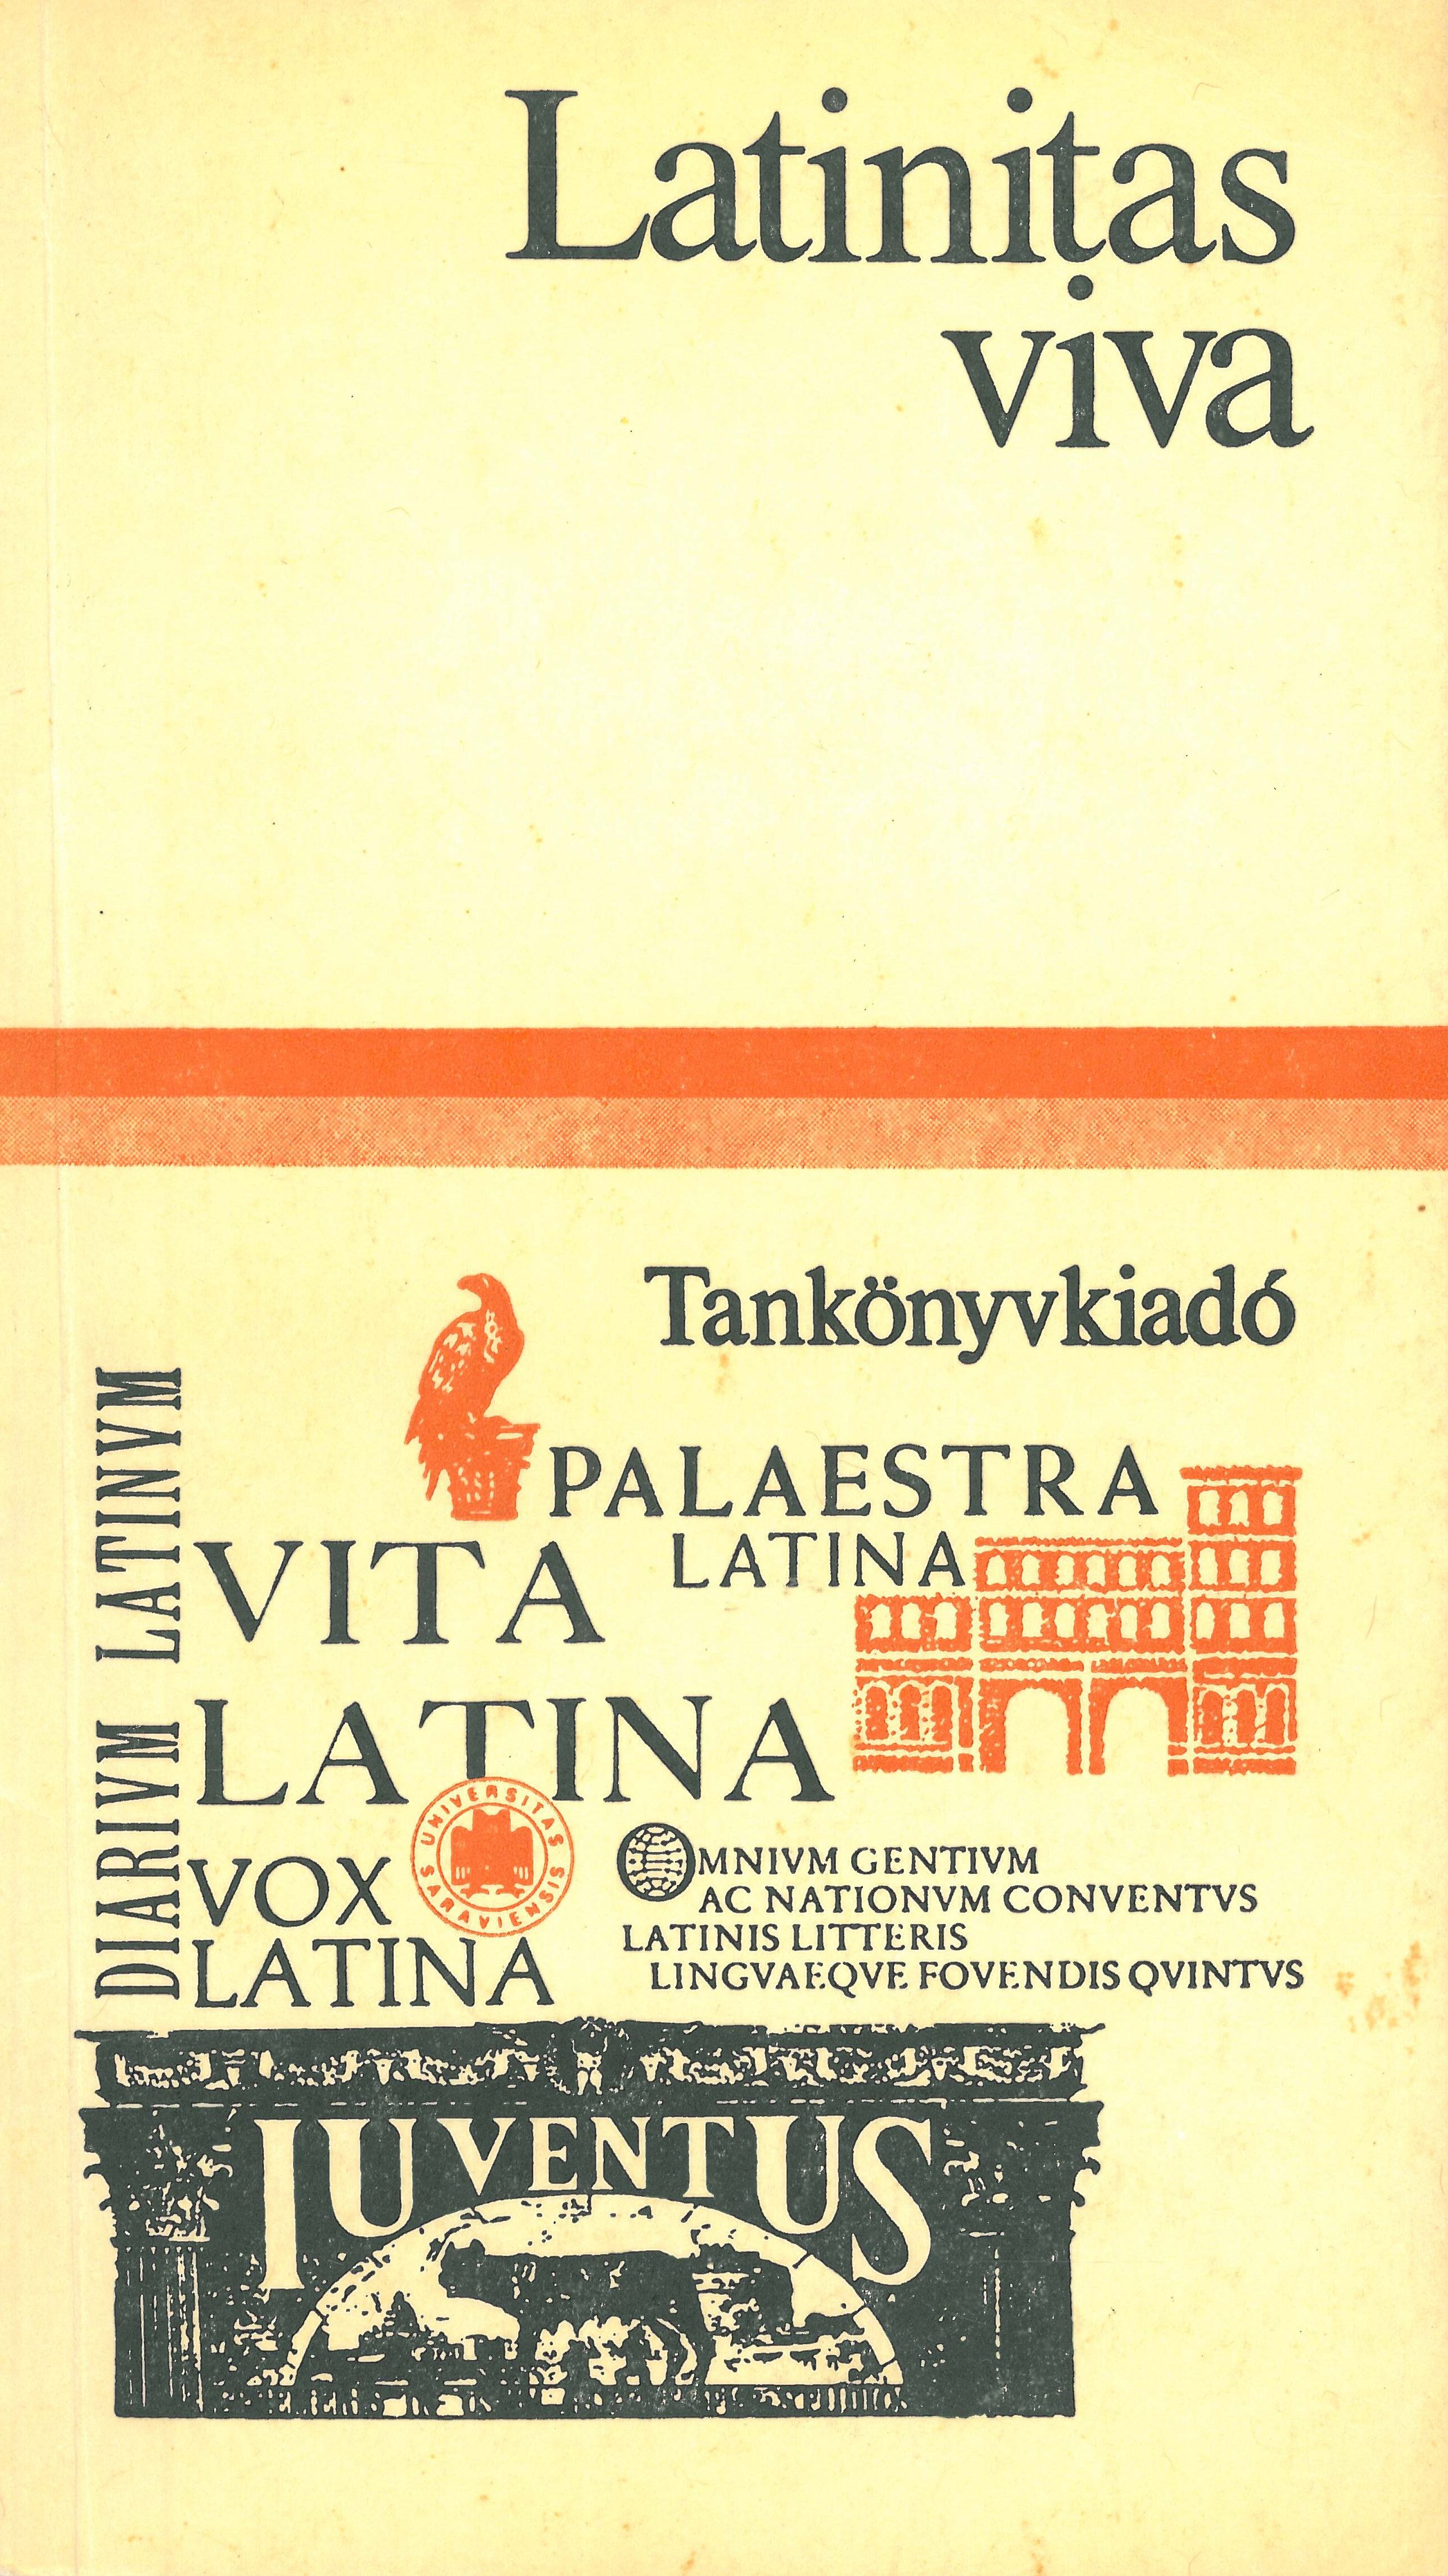 Latinitas
viva
Tankönyvkiadó
DIARIVM LATINVM
PALAESTRA
LATINA
VITA
LATINA
VOX
LATINA
UNIVERSITAS
SARAVIENSIS
OMNIVM GENTIVM
AC NATIONVM CONVENTVS
LATINIS LITTERIS
LINGVAEQVE FOVENDIS QVINTVS
IUVENTUS